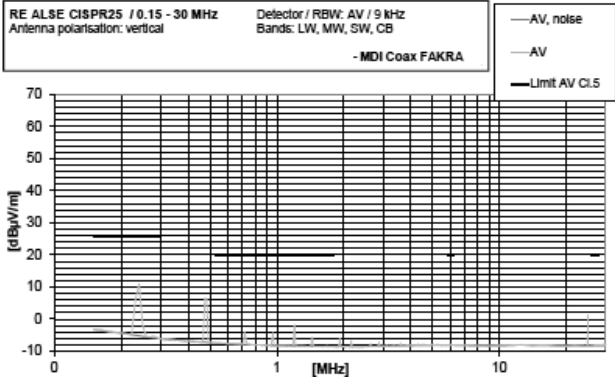 RE ALSE CISPR25 / 0.15 - 30 MHz
Antenna polarisation: vertical
Detector / RBW: AV / 9 kHz
Bands: LW, MW, SW, CB
- MDI Coax FAKRA
AV, noise
AV
Limit AV Cl.5
[dBµV/m]
70
60
50
40
30
20
10
0
-10
0
1
10
[MHz]